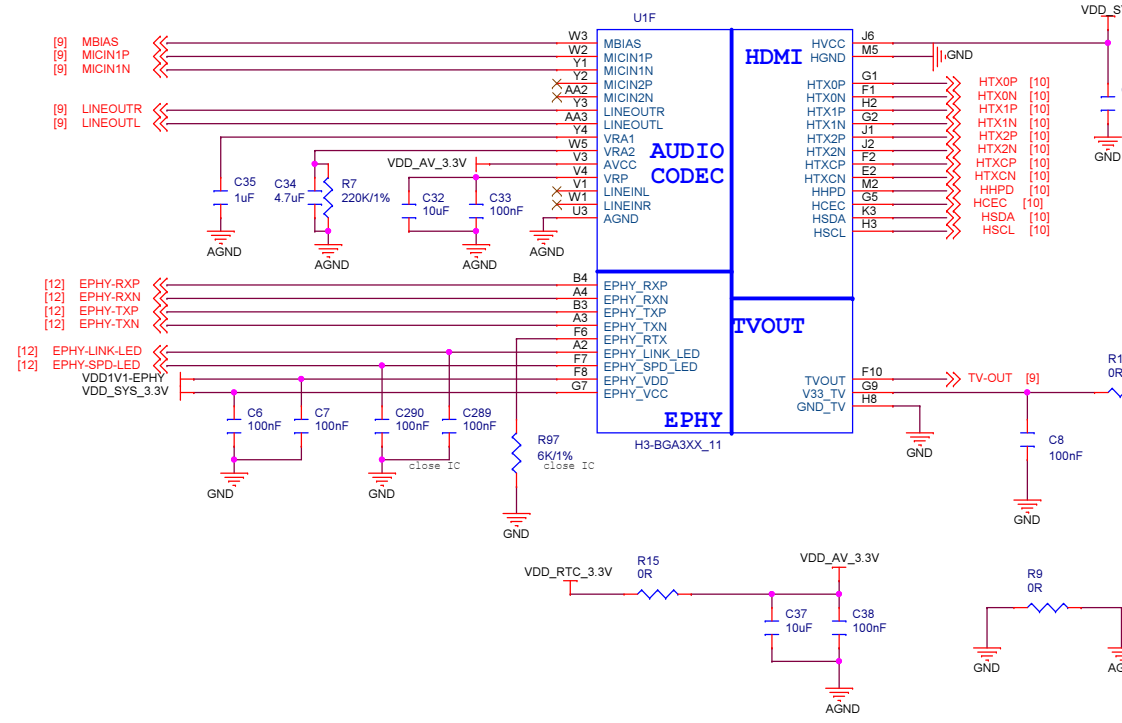 U1F
VDD_S
[9] MBIAS
[9] MICIN1P
[9] MICIN1N
[9] LINEOUTR
[9] LINEOUTL
W3 MBIAS
W2 MICIN1P
Y1 MICIN1N
Y2 MICIN2P
AA2 MICIN2N
Y3 LINEOUTR
AA3 LINEOUTL
Y4 VRA1
W5 VRA2
V3 AVCC
V4 VRP
V1 LINEINL
W1 LINEINR
U3 AGND
AUDIO
CODEC
HDMI
HVCC J6
HGND M5
GND
HTX0P G1 HTX0P [10]
HTX0N F1 HTX0N [10]
HTX1P H2 HTX1P [10]
HTX1N G2 HTX1N [10]
HTX2P J1 HTX2P [10]
HTX2N J2 HTX2N [10]
HTXCP F2 HTXCP [10]
HTXCN E2 HTXCN [10]
HHPD M2 HHPD [10]
HCEC G5 HCEC [10]
HSDA K3 HSDA [10]
HSCL H3 HSCL [10]
GND
VDD_AV_3.3V
C35
1uF
C34
4.7uF
R7
220K/1%
C32
10uF
C33
100nF
AGND
AGND
AGND
AGND
[12] EPHY-RXP
[12] EPHY-RXN
[12] EPHY-TXP
[12] EPHY-TXN
[12] EPHY-LINK-LED
[12] EPHY-SPD-LED
VDD1V1-EPHY
VDD_SYS_3.3V
B4 EPHY_RXP
A4 EPHY_RXN
B3 EPHY_TXP
A3 EPHY_TXN
F6 EPHY_RTX
A2 EPHY_LINK_LED
F7 EPHY_SPD_LED
F8 EPHY_VDD
G7 EPHY_VCC
EPHY
TVOUT
TVOUT F10 TV-OUT [9]
V33_TV G9
GND_TV H8
H3-BGA3XX_11
R1
0R
C6
100nF
C7
100nF
C290
100nF
C289
100nF
close IC
R97
6K/1%
close IC
GND
GND
GND
GND
C8
100nF
GND
VDD_RTC_3.3V
R15
0R
VDD_AV_3.3V
C37
10uF
C38
100nF
AGND
R9
0R
GND
AG